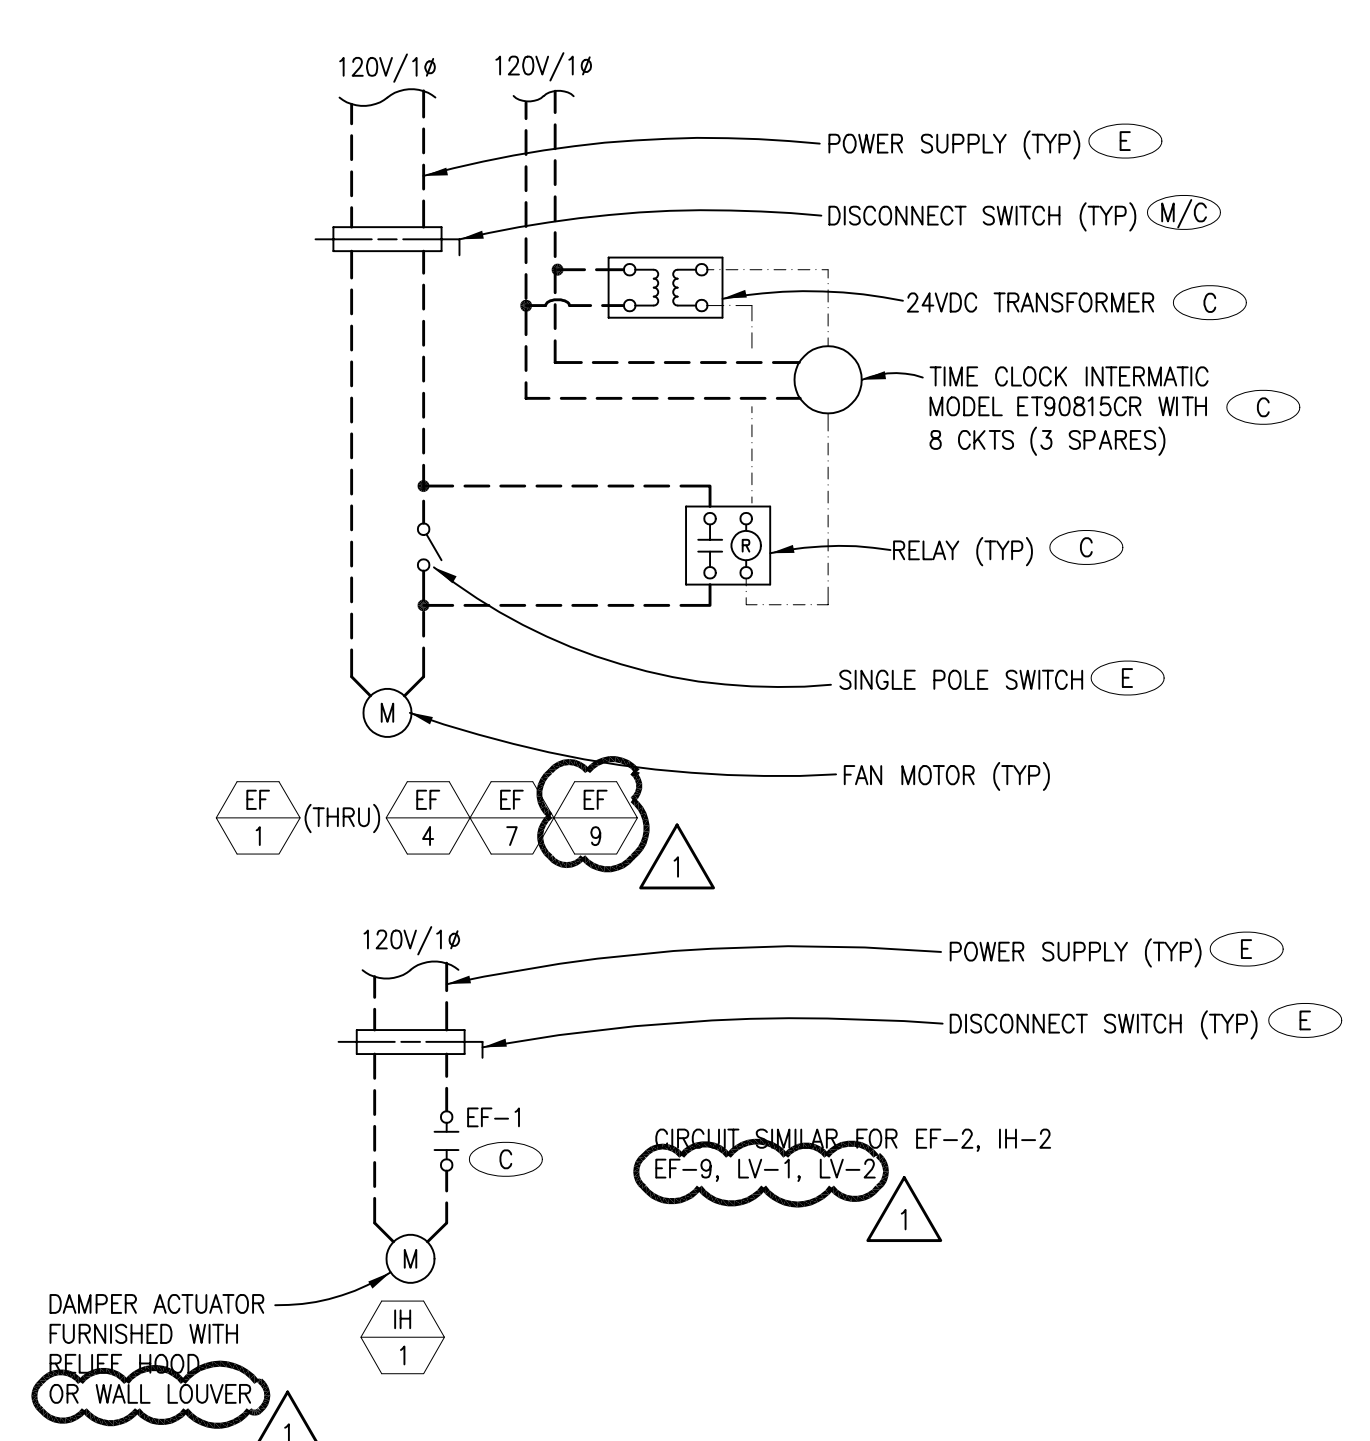 120V/1ø 120V/1ø
POWER SUPPLY (TYP) E
DISCONNECT SWITCH (TYP) M/C
24VDC TRANSFORMER C
TIME CLOCK INTERMATIC
MODEL ET90815CR WITH C
8 CKTS (3 SPARES)
R
RELAY (TYP) C
SINGLE POLE SWITCH E
M
FAN MOTOR (TYP)
EF EF EF EF
(THRU)
1 4 7 9
1
120V/1ø
POWER SUPPLY (TYP) E
DISCONNECT SWITCH (TYP) E
EF-1
C
CIRCUIT SIMILAR FOR EF-2, IH-2
EF-9, LV-1, LV-2
1
M
DAMPER ACTUATOR
FURNISHED WITH
RELIEF HOOD
OR WALL LOUVER
IH
1
1